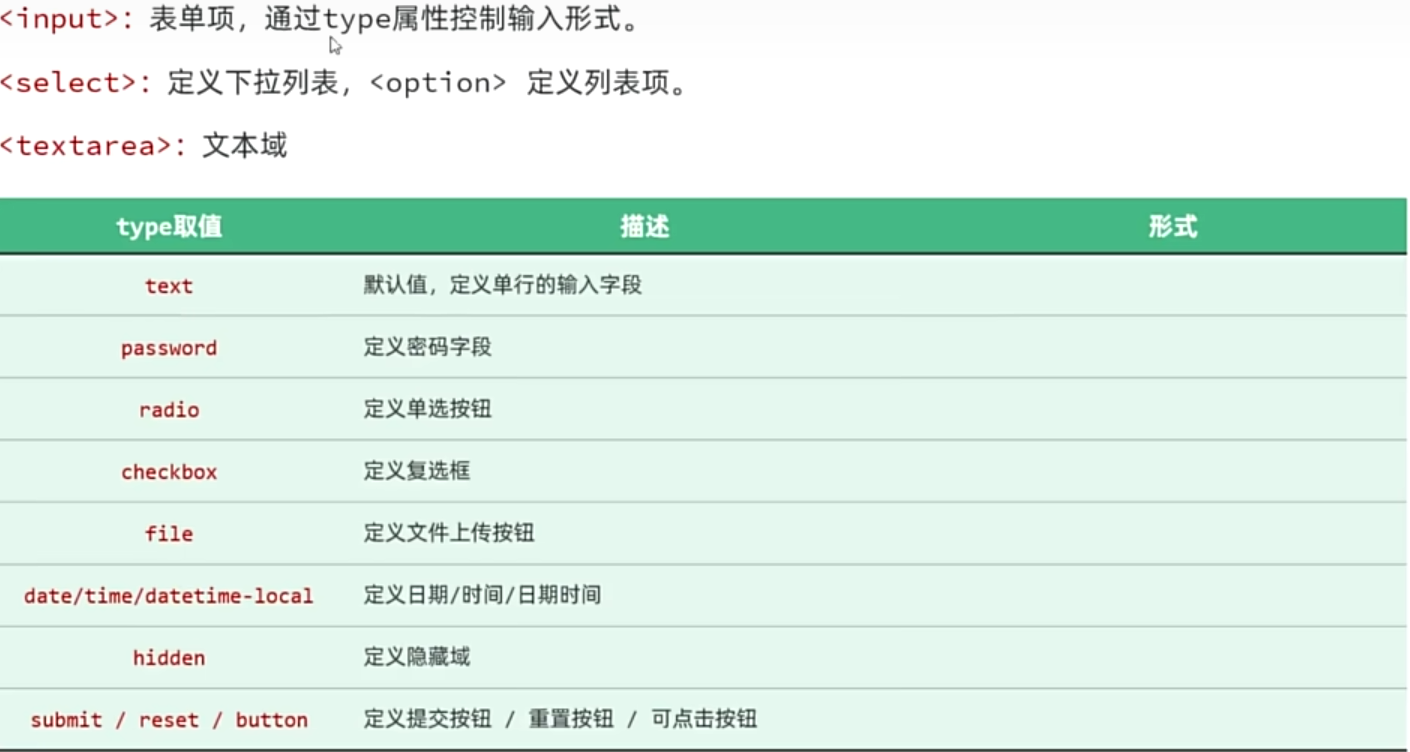 <input>：表单项，通过type属性控制输入形式。
<select>：定义下拉列表，<option> 定义列表项。
<textarea>：文本域
type取值 描述 形式
text 默认值，定义单行的输入字段
password 定义密码字段
radio 定义单选按钮
checkbox 定义复选框
file 定义文件上传按钮
date/time/datetime-local 定义日期/时间/日期时间
hidden 定义隐藏域
submit / reset / button 定义提交按钮 / 重置按钮 / 可点击按钮